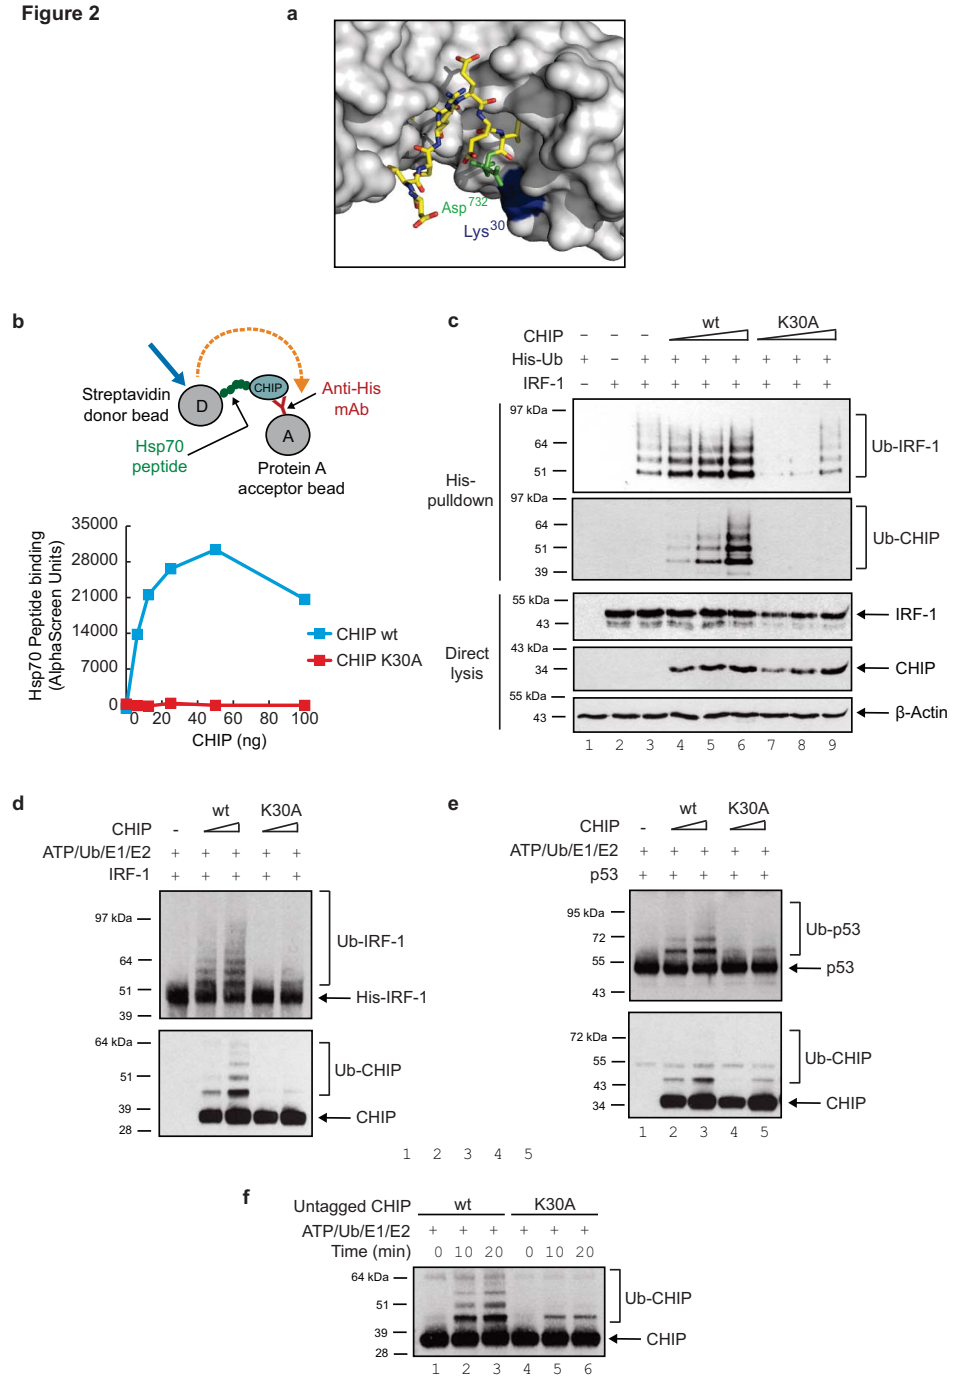 Figure 2
a
Asp732
Lys30
b
Streptavidin
donor bead
D
CHIP
Anti-His
mAb
A
Hsp70
peptide
Protein A
acceptor bead
Hsp70 Peptide binding
(AlphaScreen Units)
35000
28000
21000
14000
7000
0
0 20 40 60 80 100
CHIP (ng)
CHIP wt
CHIP K30A
c
wt K30A
CHIP – – –
His-Ub + – + + + + + + +
IRF-1 – + + + + + + + +
His-
pulldown
97 kDa
64
51
Ub-IRF-1
97 kDa
64
51
39
Ub-CHIP
Direct
lysis
55 kDa
43
IRF-1
43 kDa
34
CHIP
55 kDa
43
β-Actin
1 2 3 4 5 6 7 8 9
d
wt K30A
CHIP -
ATP/Ub/E1/E2 + + + + +
IRF-1 + + + + +
97 kDa
64
51
39
Ub-IRF-1
His-IRF-1
64 kDa
51
39
28
Ub-CHIP
CHIP
1 2 3 4 5
e
wt K30A
CHIP -
ATP/Ub/E1/E2 + + + + +
p53 + + + + +
95 kDa
72
55
43
Ub-p53
p53
72 kDa
55
43
34
Ub-CHIP
CHIP
1 2 3 4 5
f
Untagged CHIP wt K30A
ATP/Ub/E1/E2 + + + + + +
Time (min) 0 10 20 0 10 20
64 kDa
51
39
28
Ub-CHIP
CHIP
1 2 3 4 5 6